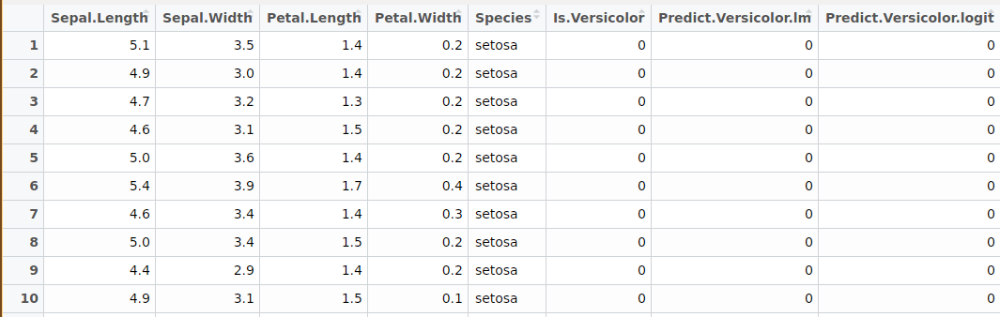 Sepal.Length Sepal.Width Petal.Length Petal.Width Species Is.Versicolor Predict.Versicolor.lm Predict.Versicolor.logit
1 5.1 3.5 1.4 0.2 setosa 0 0 0
2 4.9 3.0 1.4 0.2 setosa 0 0 0
3 4.7 3.2 1.3 0.2 setosa 0 0 0
4 4.6 3.1 1.5 0.2 setosa 0 0 0
5 5.0 3.6 1.4 0.2 setosa 0 0 0
6 5.4 3.9 1.7 0.4 setosa 0 0 0
7 4.6 3.4 1.4 0.3 setosa 0 0 0
8 5.0 3.4 1.5 0.2 setosa 0 0 0
9 4.4 2.9 1.4 0.2 setosa 0 0 0
10 4.9 3.1 1.5 0.1 setosa 0 0 0